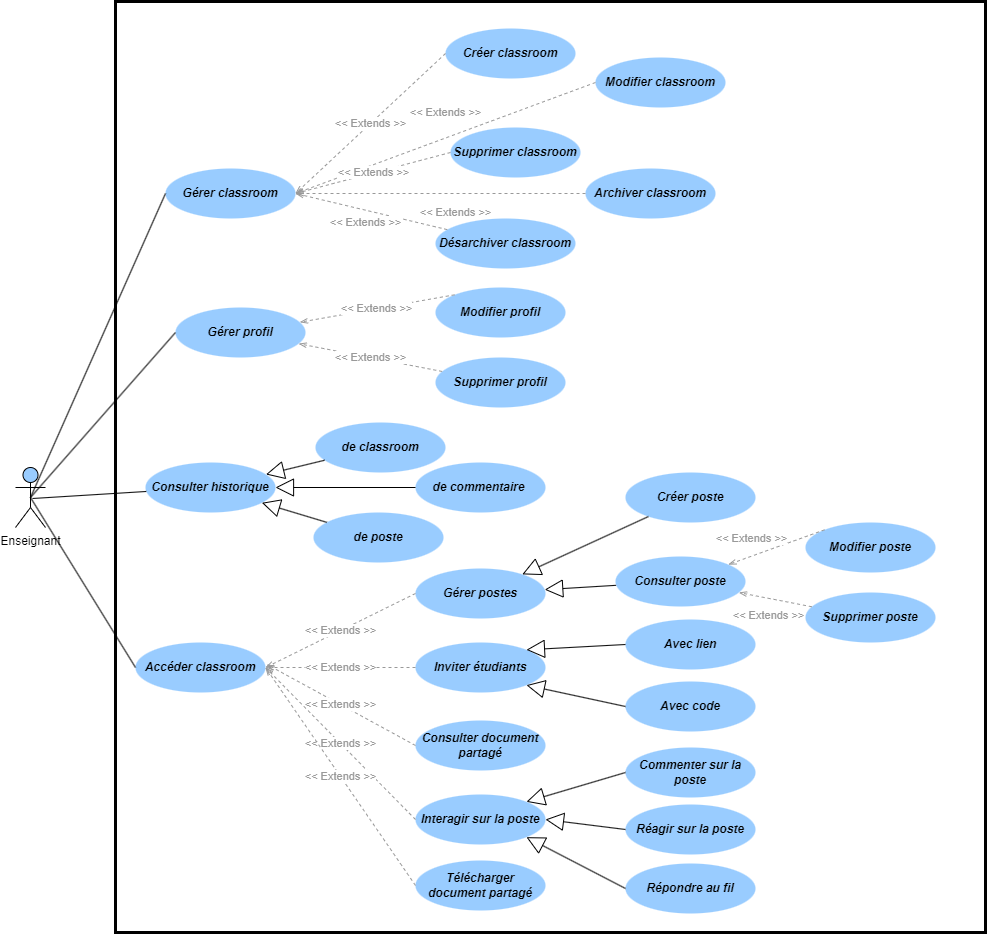 Créer classroom
Modifier classroom
<< Extends >>
<< Extends >>
Supprimer classroom
<< Extends >>
Gérer classroom
Archiver classroom
<< Extends >>
<< Extends >>
Désarchiver classroom
<< Extends >>
Modifier profil
Gérer profil
<< Extends >>
Supprimer profil
de classroom
Consulter historique
de commentaire
de poste
Créer poste
Enseignant
<< Extends >>
Modifier poste
Consulter poste
Gérer postes
<< Extends >>
Supprimer poste
<< Extends >>
Avec lien
Accéder classroom
<< Extends >>
Inviter étudiants
<< Extends >>
Avec code
Consulter document
partagé
<< Extends >>
Commenter sur la
poste
<< Extends >>
Interagir sur la poste
Réagir sur la poste
Télécharger
document partagé
Répondre au fil